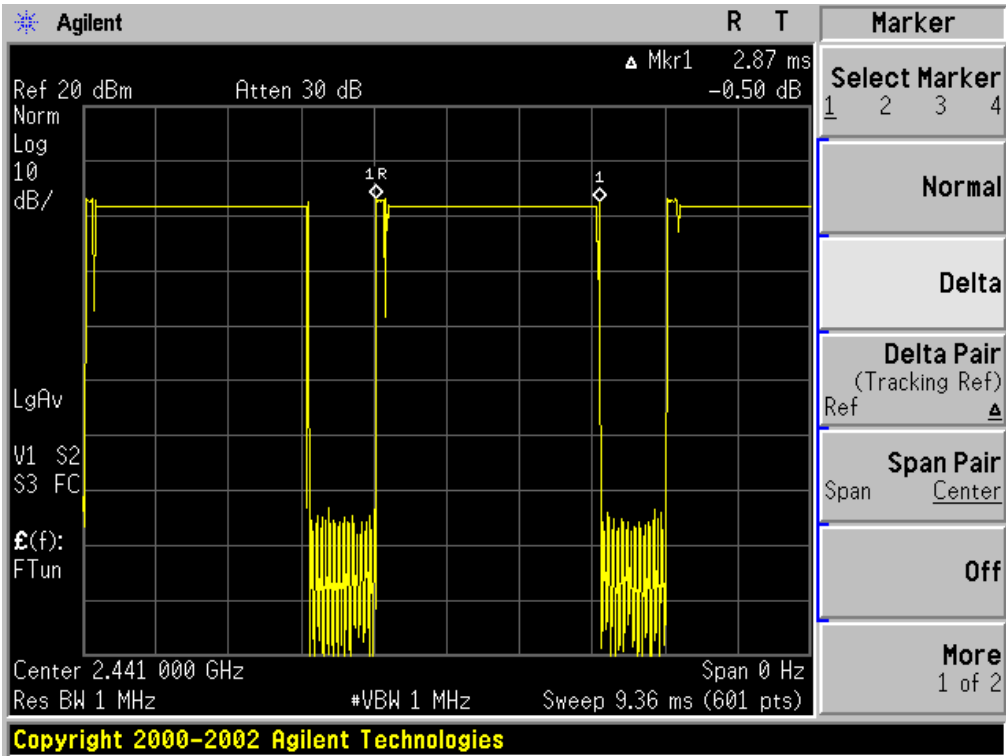 Agilent R T
Δ Mkr1 2.87 ms
Ref 20 dBm Atten 30 dB -0.50 dB
Norm
Log
10
dB/
1R
1
LgAv
V1 S2
S3 FC
£(f):
FTun
Center 2.441 000 GHz Span 0 Hz
Res BW 1 MHz #VBW 1 MHz Sweep 9.36 ms (601 pts)
Copyright 2000-2002 Agilent Technologies
Marker
Select Marker
1 2 3 4
Normal
Delta
Delta Pair
(Tracking Ref)
Ref Δ
Span Pair
Span Center
Off
More
1 of 2